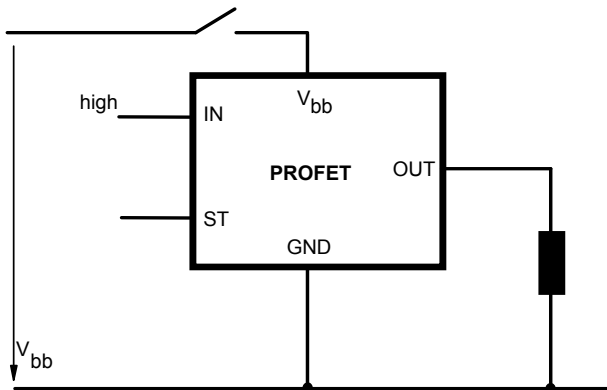 Vbb
high
IN
PROFET
OUT
ST
GND
Vbb